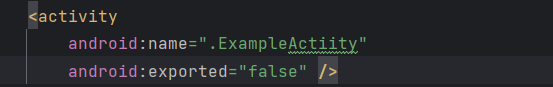 <activity
android:name=".ExampleActiity"
android:exported="false" />